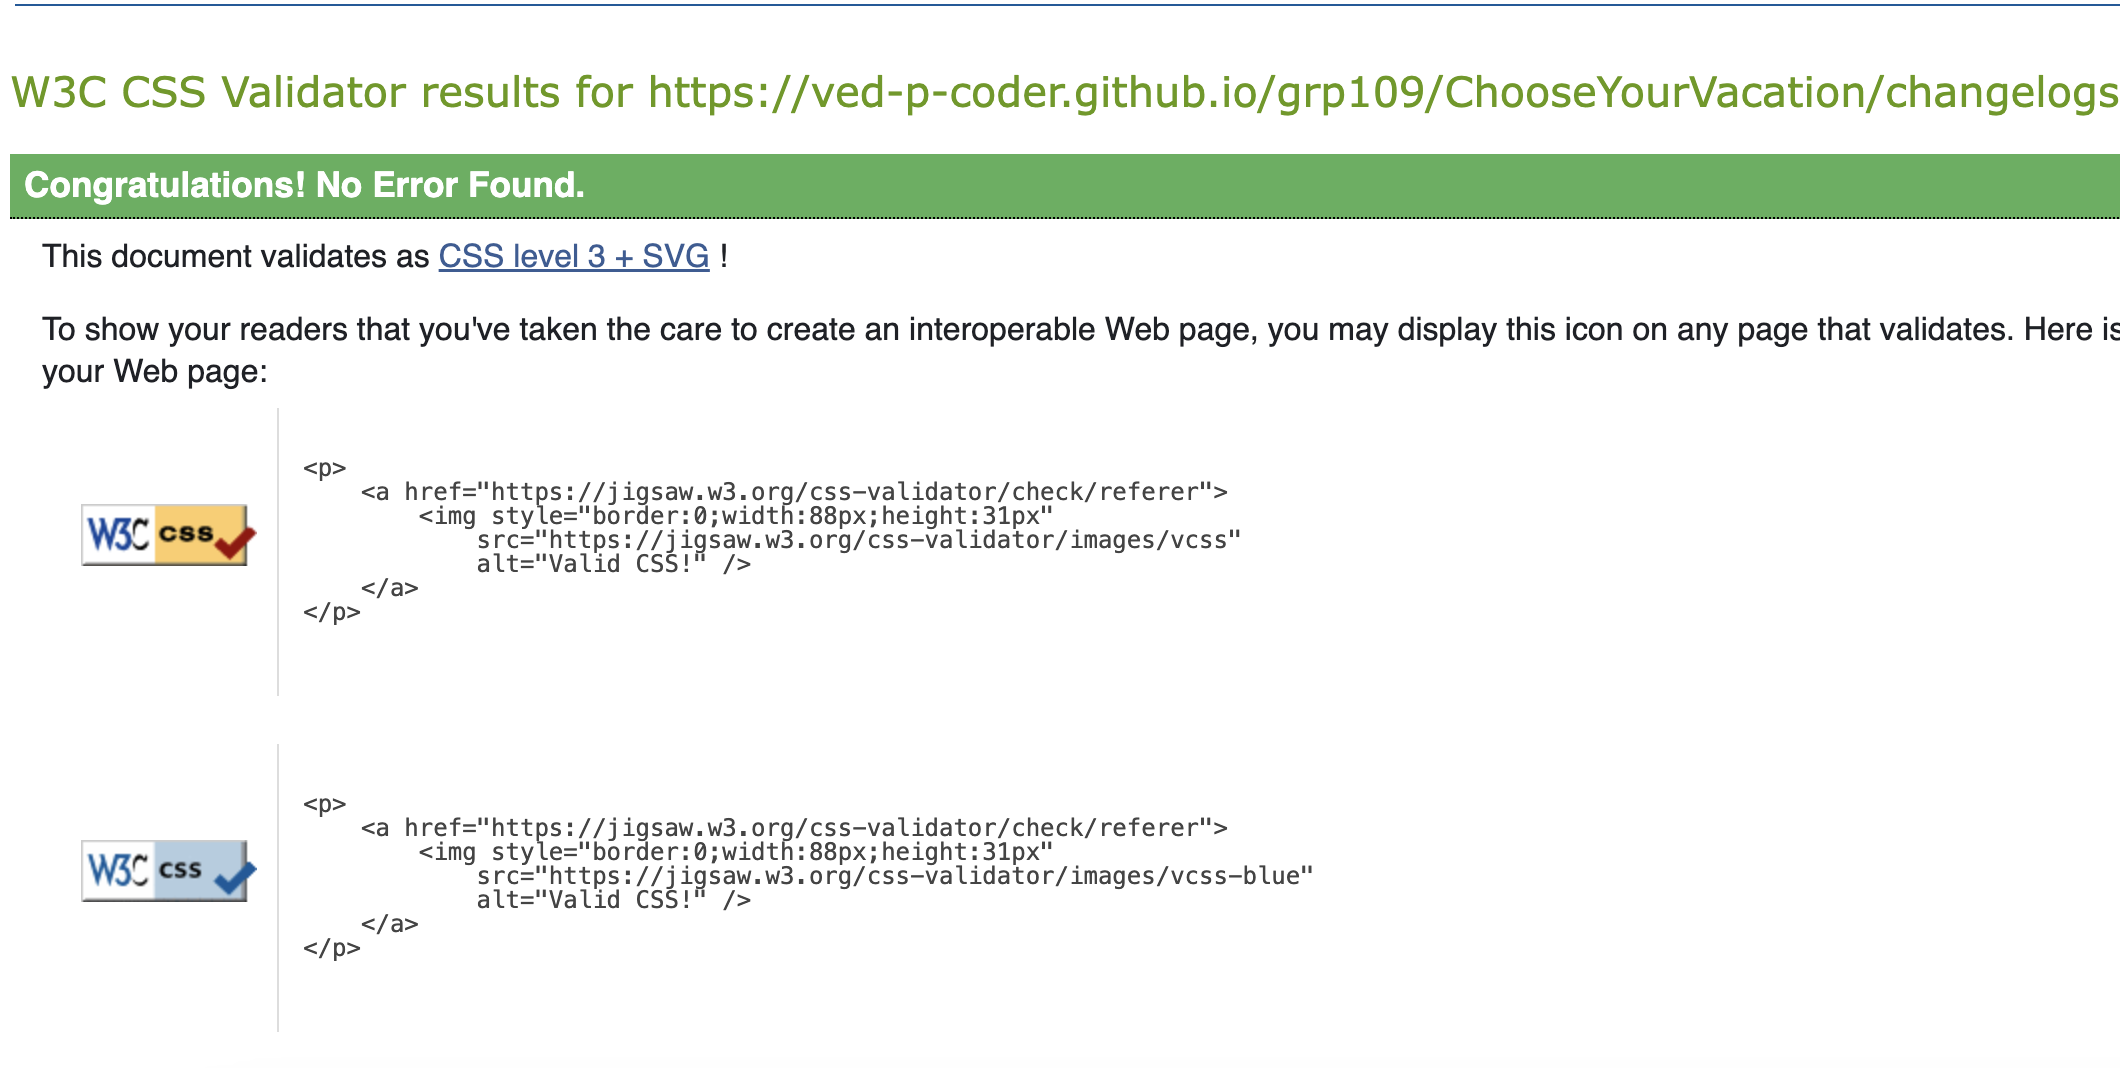 W3C CSS Validator results for https://ved-p-coder.github.io/grp109/ChooseYourVacation/changelogs
Congratulations! No Error Found.
This document validates as CSS level 3 + SVG !
To show your readers that you've taken the care to create an interoperable Web page, you may display this icon on any page that validates. Here is
your Web page:
<p>
    <a href="https://jigsaw.w3.org/css-validator/check/referer">
W3C css
        <img style="border:0;width:88px;height:31px"
            src="https://jigsaw.w3.org/css-validator/images/vcss"
            alt="Valid CSS!" />
    </a>
</p>
<p>
    <a href="https://jigsaw.w3.org/css-validator/check/referer">
W3C css
        <img style="border:0;width:88px;height:31px"
            src="https://jigsaw.w3.org/css-validator/images/vcss-blue"
            alt="Valid CSS!" />
    </a>
</p>